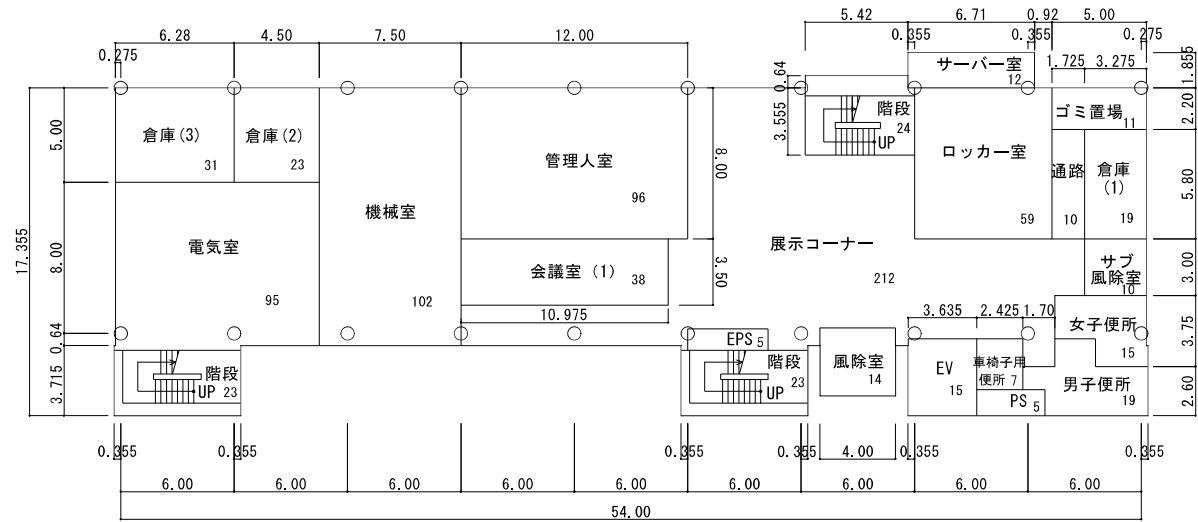 5.42 6.71 0.92 5.00
6.28 4.50 7.50 12.00 0.355 0.355 0.275
0.275 0.64 サーバー室 12 1.725 3.275 1.855
5.00 倉庫(3) 31 倉庫(2) 23 管理人室 96 8.00 3.555 階段 24 UP ロッカー室 59 ゴミ置場 11 2.20
通路 10 倉庫 (1) 19 5.80
17.355 8.00 電気室 95 機械室 102 会議室 (1) 38 3.50 展示コーナー 212 サブ 風除室 10 3.00
10.975 3.635 2.425 1.70 女子便所 15 3.75
0.64 EPS 5
3.715 階段 UP 23 階段 23 UP 風除室 14 EV 15 車椅子用 便所 7 PS 5 男子便所 19 2.60
0.355 0.355 0.355 0.355 4.00 0.355 0.355
6.00 6.00 6.00 6.00 6.00 6.00 6.00 6.00 6.00
54.00